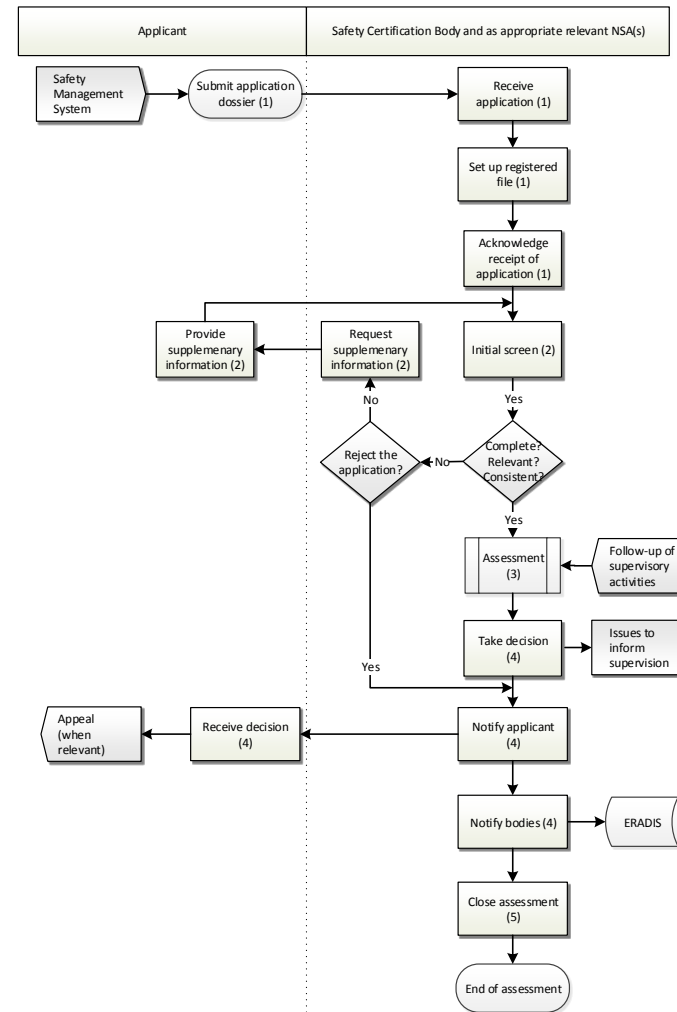 Applicant
Safety Certification Body and as appropriate relevant NSA(s)
Safety
Management
System
Submit application
dossier (1)
Receive
application (1)
Set up registered
file (1)
Acknowledge
receipt of
application (1)
Provide
supplemenary
information (2)
Request
supplemenary
information (2)
Initial screen (2)
No
Yes
Reject the
application?
No
Complete?
Relevant?
Consistent?
Yes
Assessment
(3)
Follow-up of
supervisory
activities
Take decision
(4)
Issues to
inform
supervision
Yes
Appeal
(when
relevant)
Receive decision
(4)
Notify applicant
(4)
Notify bodies (4)
ERADIS
Close assessment
(5)
End of assessment